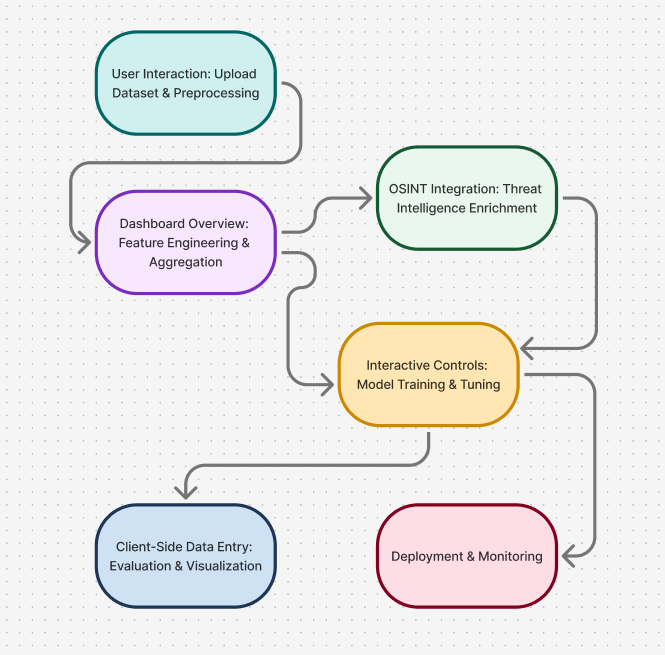 User Interaction: Upload
Dataset & Preprocessing
OSINT Integration: Threat
Intelligence Enrichment
Dashboard Overview:
Feature Engineering &
Aggregation
Interactive Controls:
Model Training & Tuning
Client-Side Data Entry:
Evaluation & Visualization
Deployment & Monitoring